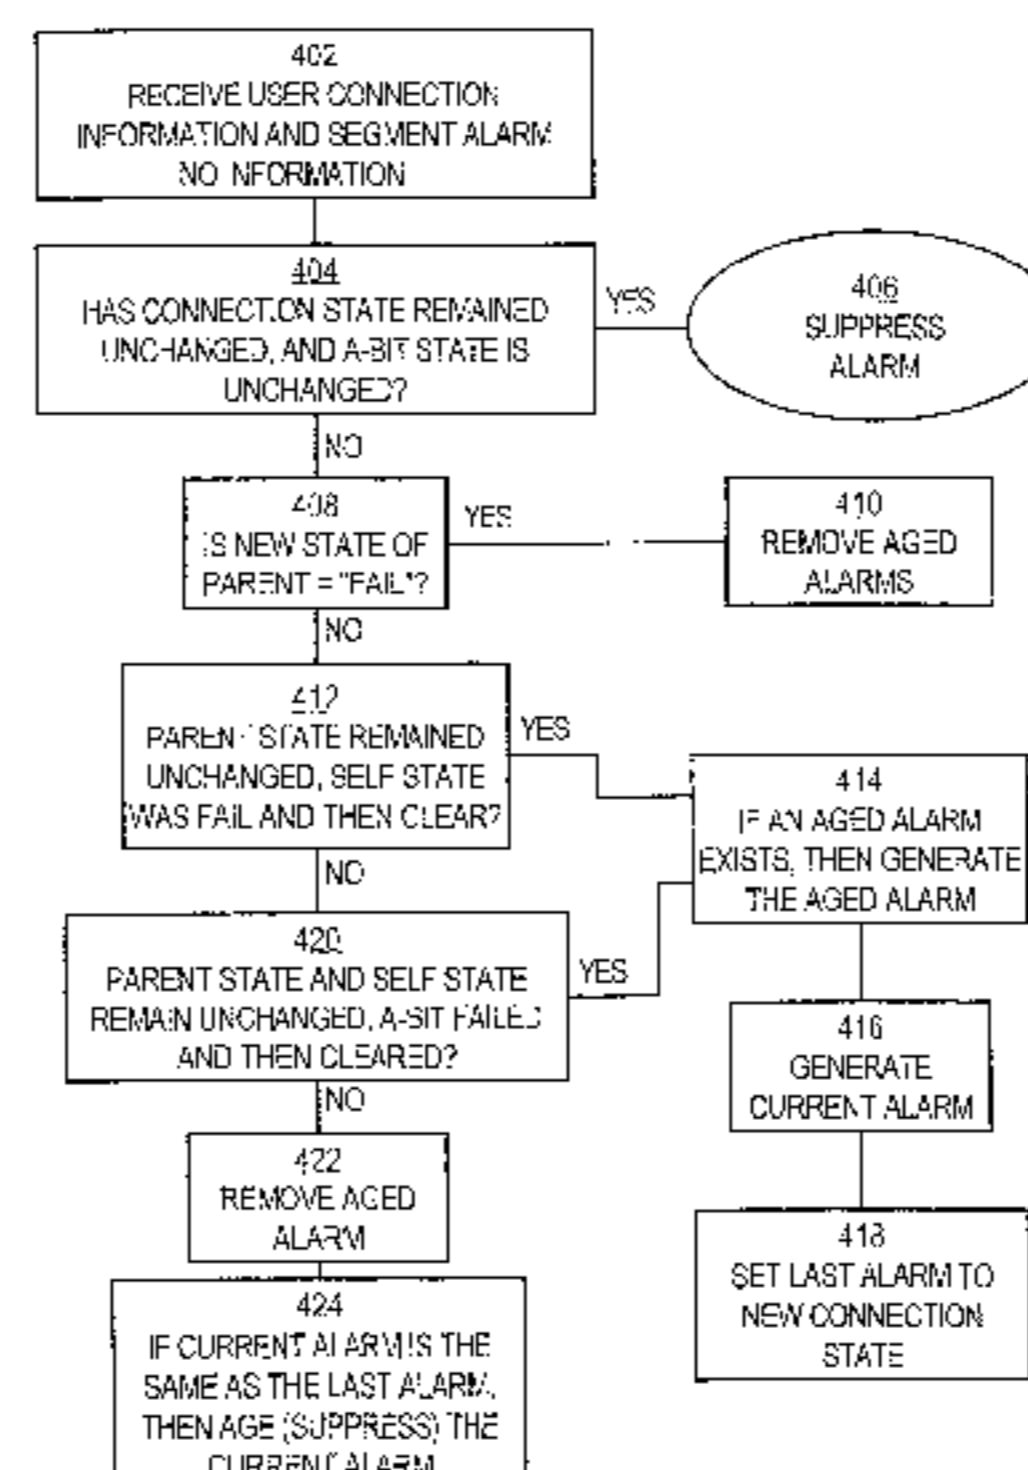 402
RECEIVE USER CONNECTION
INFORMATION AND SEGMENT ALARM
NO INFORMATION
404
HAS CONNECTION STATE REMAINED
UNCHANGED, AND A-BIT STATE IS
UNCHANGED?
YES
406
SUPPRESS
ALARM
NO
408
IS NEW STATE OF
PARENT = "FAIL"?
YES
410
REMOVE AGED
ALARMS
NO
412
PARENT STATE REMAINED
UNCHANGED, SELF STATE
WAS FAIL AND THEN CLEAR?
YES
414
IF AN AGED ALARM
EXISTS, THEN GENERATE
THE AGED ALARM
NO
420
PARENT STATE AND SELF STATE
REMAIN UNCHANGED, A-BIT FAILED
AND THEN CLEARED?
YES
416
GENERATE
CURRENT ALARM
NO
422
REMOVE AGED
ALARM
418
SET LAST ALARM TO
NEW CONNECTION
STATE
424
IF CURRENT ALARM IS THE
SAME AS THE LAST ALARM,
THEN AGE (SUPPRESS) THE
CURRENT ALARM